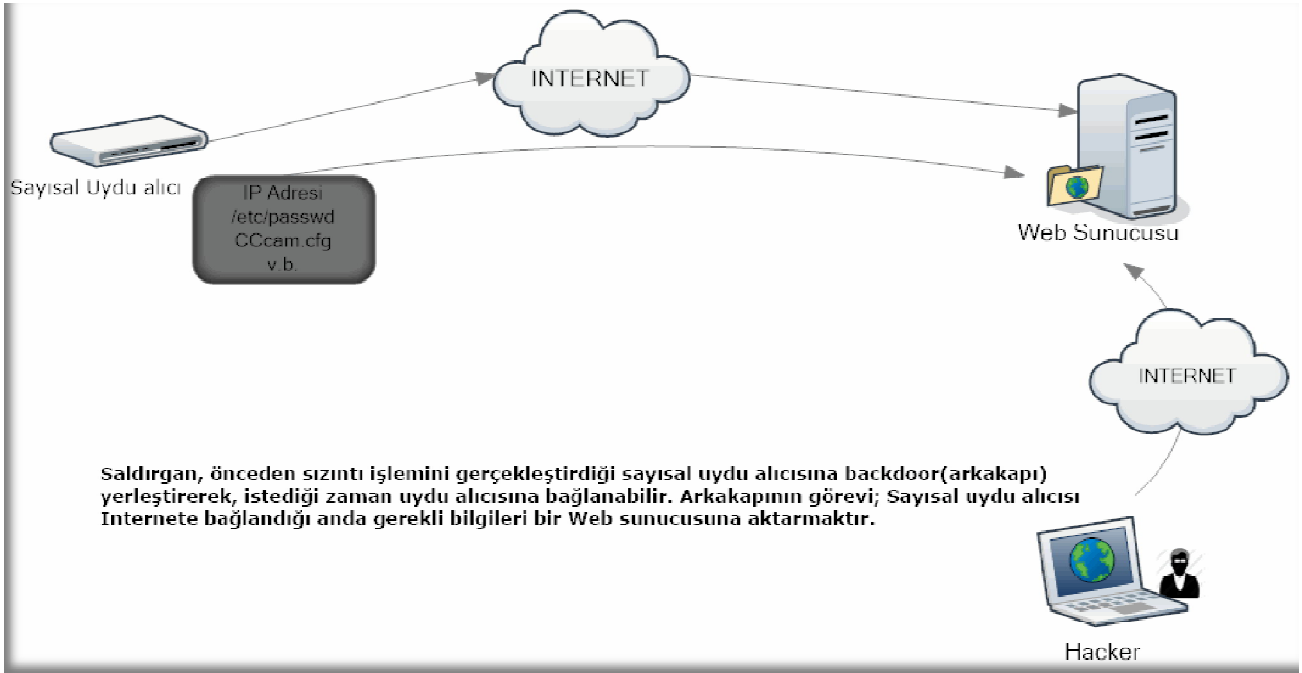 INTERNET
Sayısal Uydu alıcı
IP Adresi
/etc/passwd
CCcam.cfg
v.b.
Web Sunucusu
INTERNET
Saldırgan, önceden sızıntı işlemini gerçekleştirdiği sayısal uydu alıcısına backdoor(arkakapı)
yerleştirerek, istediği zaman uydu alıcısına bağlanabilir. Arkakapının görevi; Sayısal uydu alıcısı
Internete bağlandığı anda gerekli bilgileri bir Web sunucusuna aktarmaktır.
Hacker